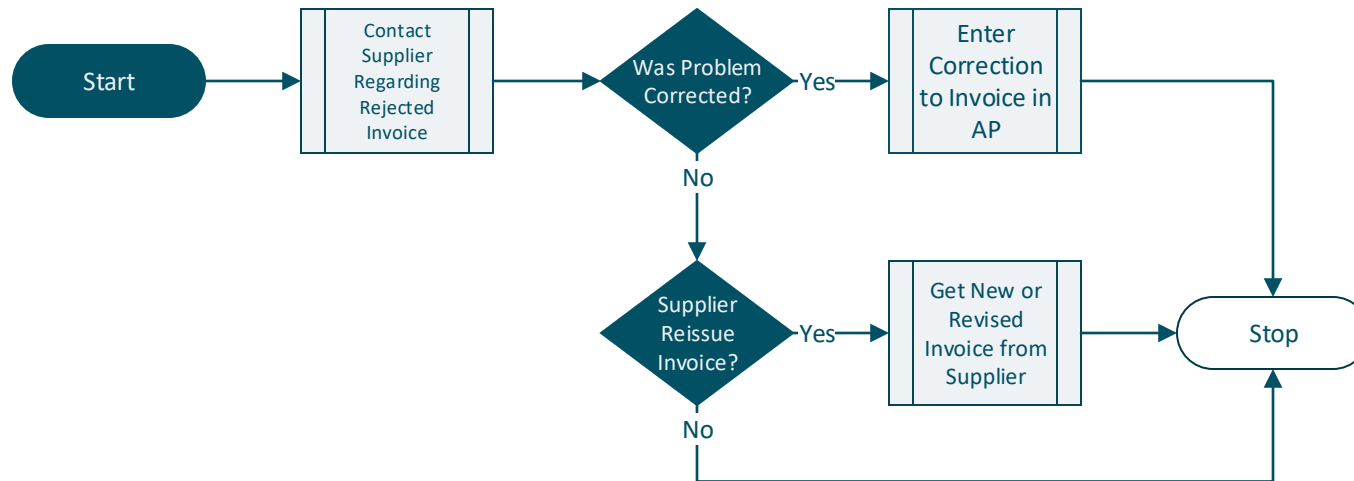 Start
Contact
Supplier
Regarding
Rejected
Invoice
Was Problem
Corrected?
Yes
Enter
Correction
to Invoice in
AP
No
Supplier
Reissue
Invoice?
Yes
Get New or
Revised
Invoice from
Supplier
Stop
No